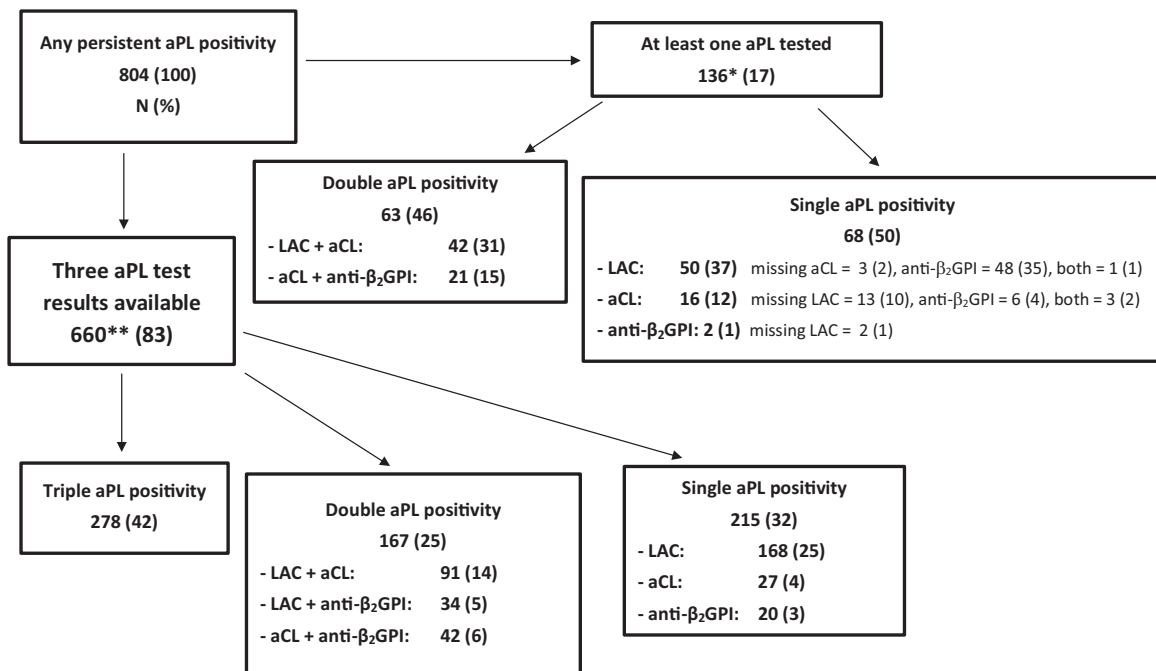 Any persistent aPL positivity
804 (100)
N (%)
At least one aPL tested
136* (17)
Double aPL positivity
63 (46)
- LAC + aCL: 42 (31)
- aCL + anti-β₂GPI: 21 (15)
Single aPL positivity
68 (50)
- LAC: 50 (37) missing aCL = 3 (2), anti-β₂GPI = 48 (35), both = 1 (1)
- aCL: 16 (12) missing LAC = 13 (10), anti-β₂GPI = 6 (4), both = 3 (2)
- anti-β₂GPI: 2 (1) missing LAC = 2 (1)
Three aPL test
results available
660** (83)
Triple aPL positivity
278 (42)
Double aPL positivity
167 (25)
- LAC + aCL: 91 (14)
- LAC + anti-β₂GPI: 34 (5)
- aCL + anti-β₂GPI: 42 (6)
Single aPL positivity
215 (32)
- LAC: 168 (25)
- aCL: 27 (4)
- anti-β₂GPI: 20 (3)